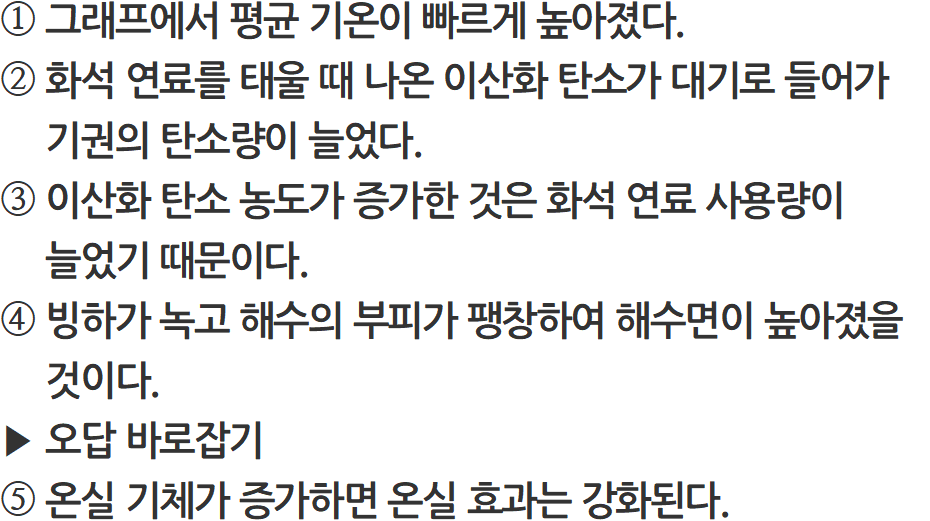 ① 그래프에서 평균 기온이 빠르게 높아졌다.
② 화석 연료를 태울 때 나온 이산화 탄소가 대기로 들어가
기권의 탄소량이 늘었다.
③ 이산화 탄소 농도가 증가한 것은 화석 연료 사용량이
늘었기 때문이다.
④ 빙하가 녹고 해수의 부피가 팽창하여 해수면이 높아졌을
것이다.
▶ 오답 바로잡기
⑤ 온실 기체가 증가하면 온실 효과는 강화된다.